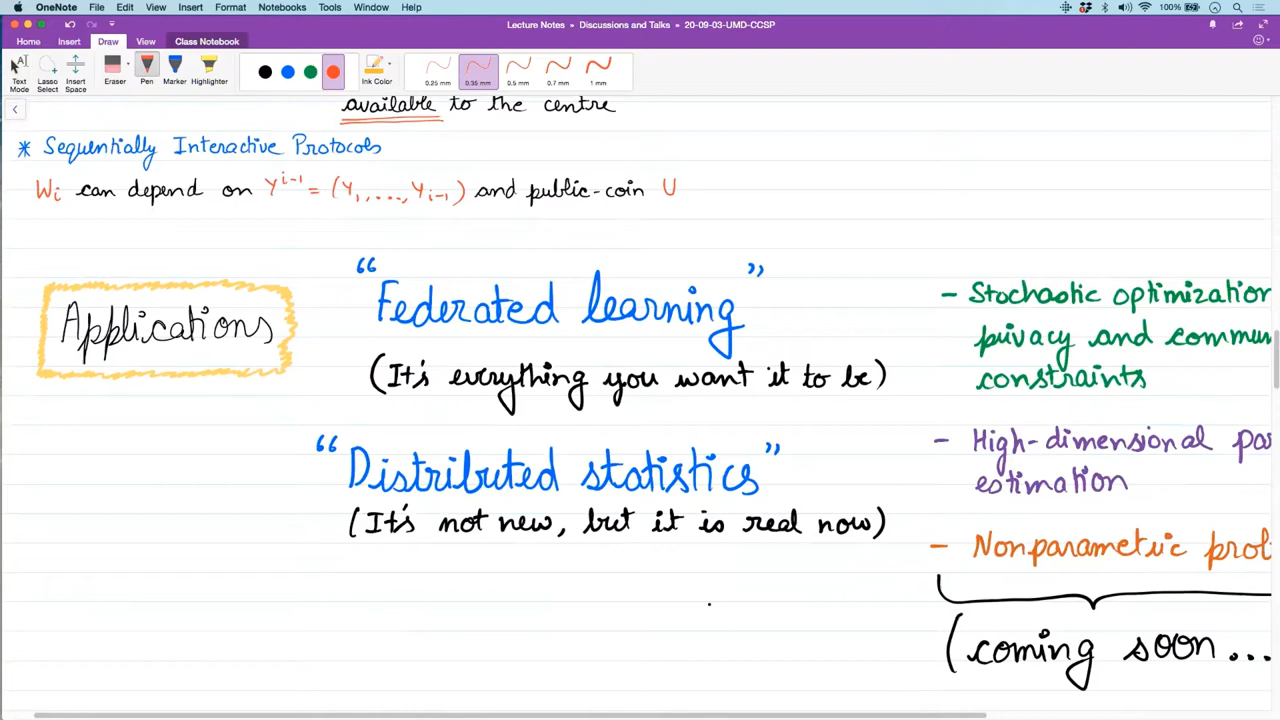 OneNote File Edit View Insert Format Notebooks Tools Window Help 100%
Lecture Notes » Discussions and Talks » 20-09-03-UMD-CCSP
Home Insert Draw View Class Notebook
Text Mode Lasso Select Insert Space Eraser Pen Marker Highlighter Ink Color 0.25 mm 0.35 mm 0.5 mm 0.7 mm 1 mm
available to the centre
* Sequentially Interactive Protocols
Wi can depend on Y^{i-1} = (Y_1, ..., Y_{i-1}) and public-coin U
Applications
"Federated learning"
(It's everything you want it to be)
"Distributed statistics"
(It's not new, but it is real now)
- Stochastic optimization
privacy and commun
constraints
- High-dimensional pa
estimation
- Nonparametric prob
(coming soon ...